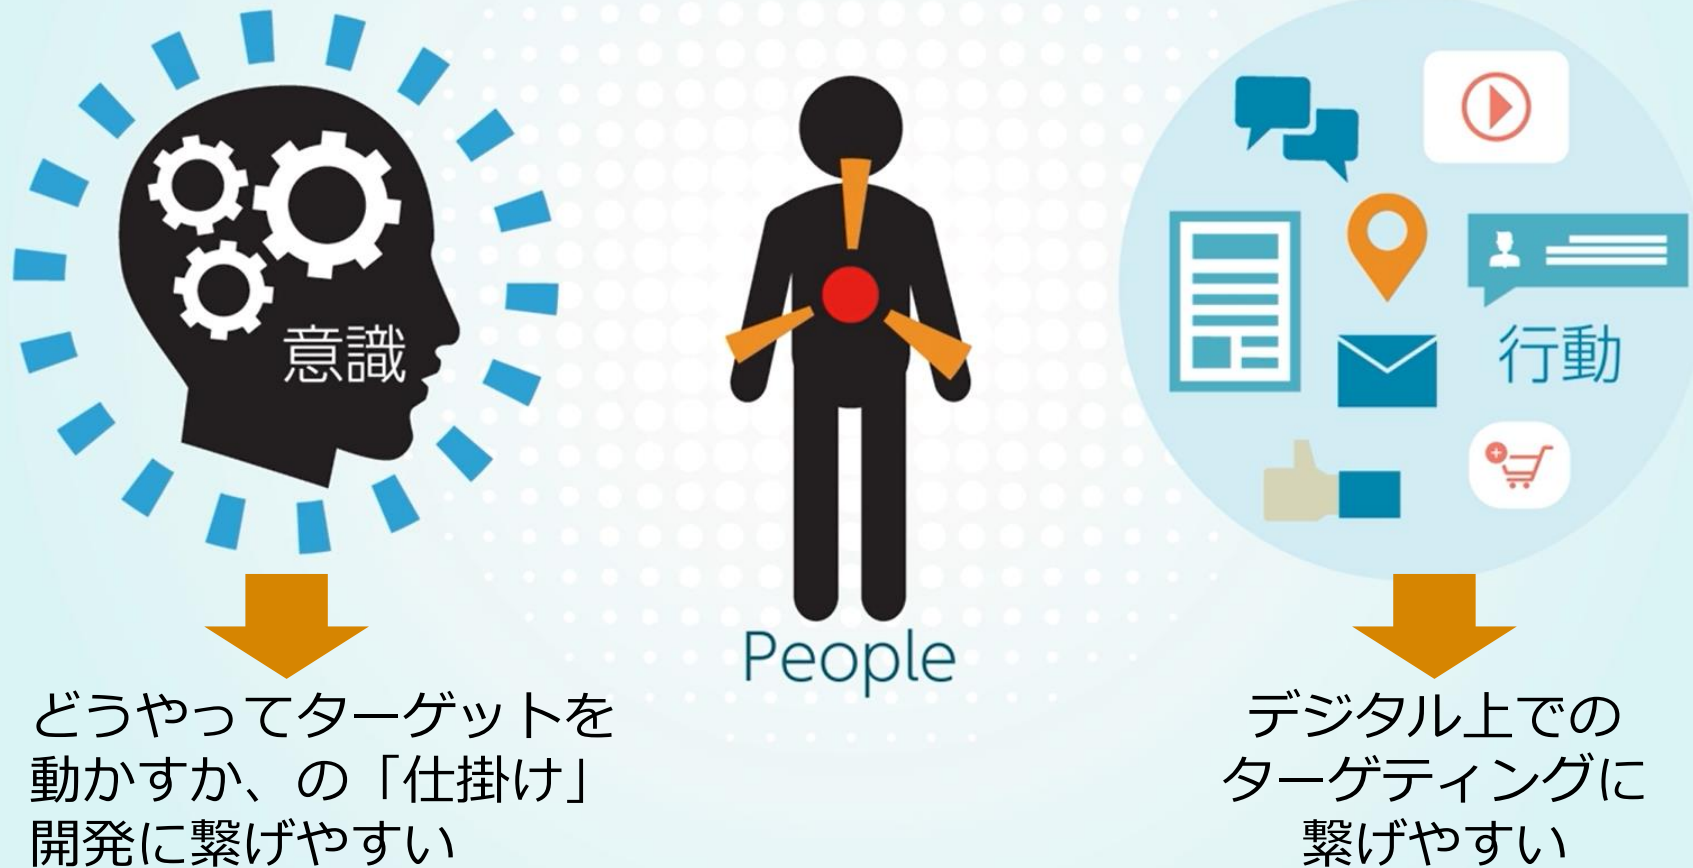 意識
People
行動
どうやってターゲットを
動かすか、の「仕掛け」
開発に繋げやすい
デジタル上での
ターゲティングに
繋げやすい